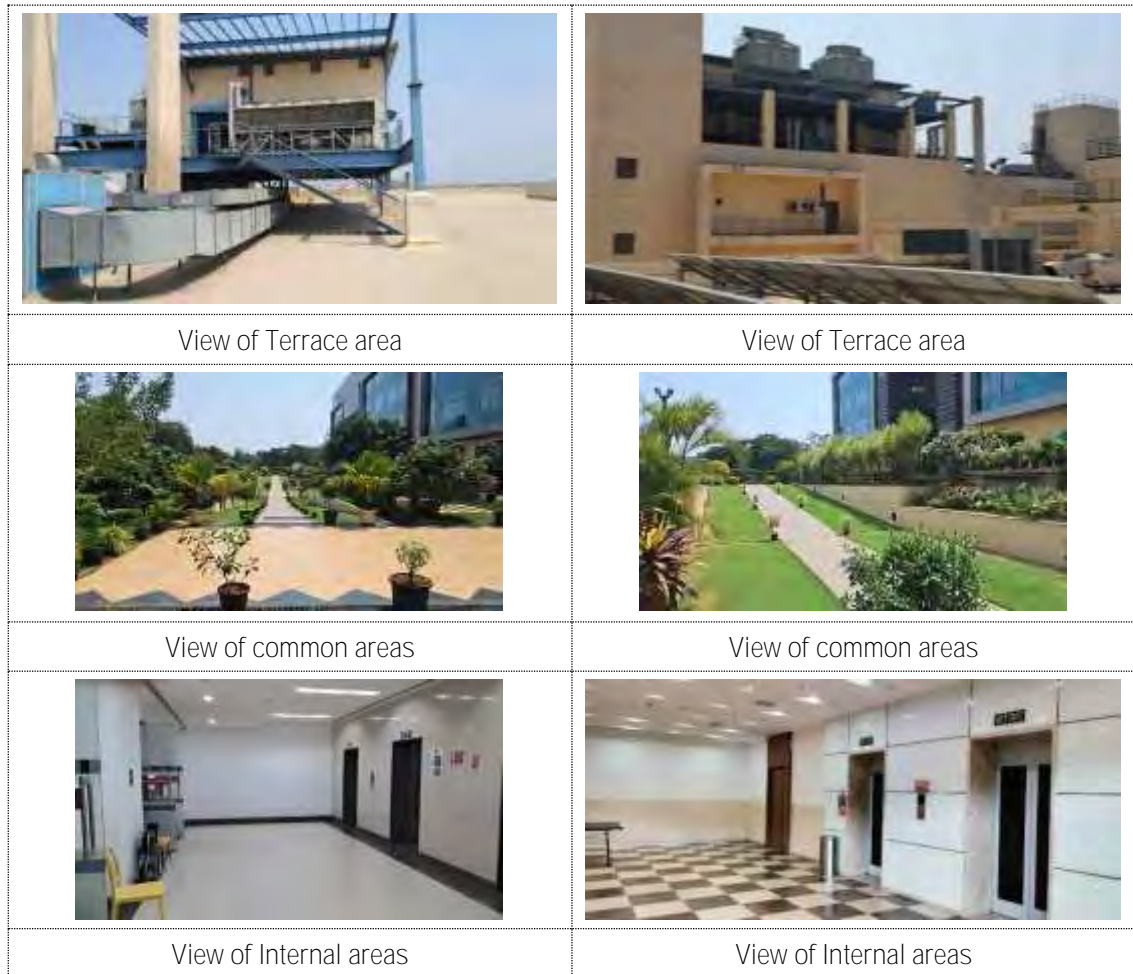 View of Terrace area
View of Terrace area
View of common areas
View of common areas
View of Internal areas
View of Internal areas